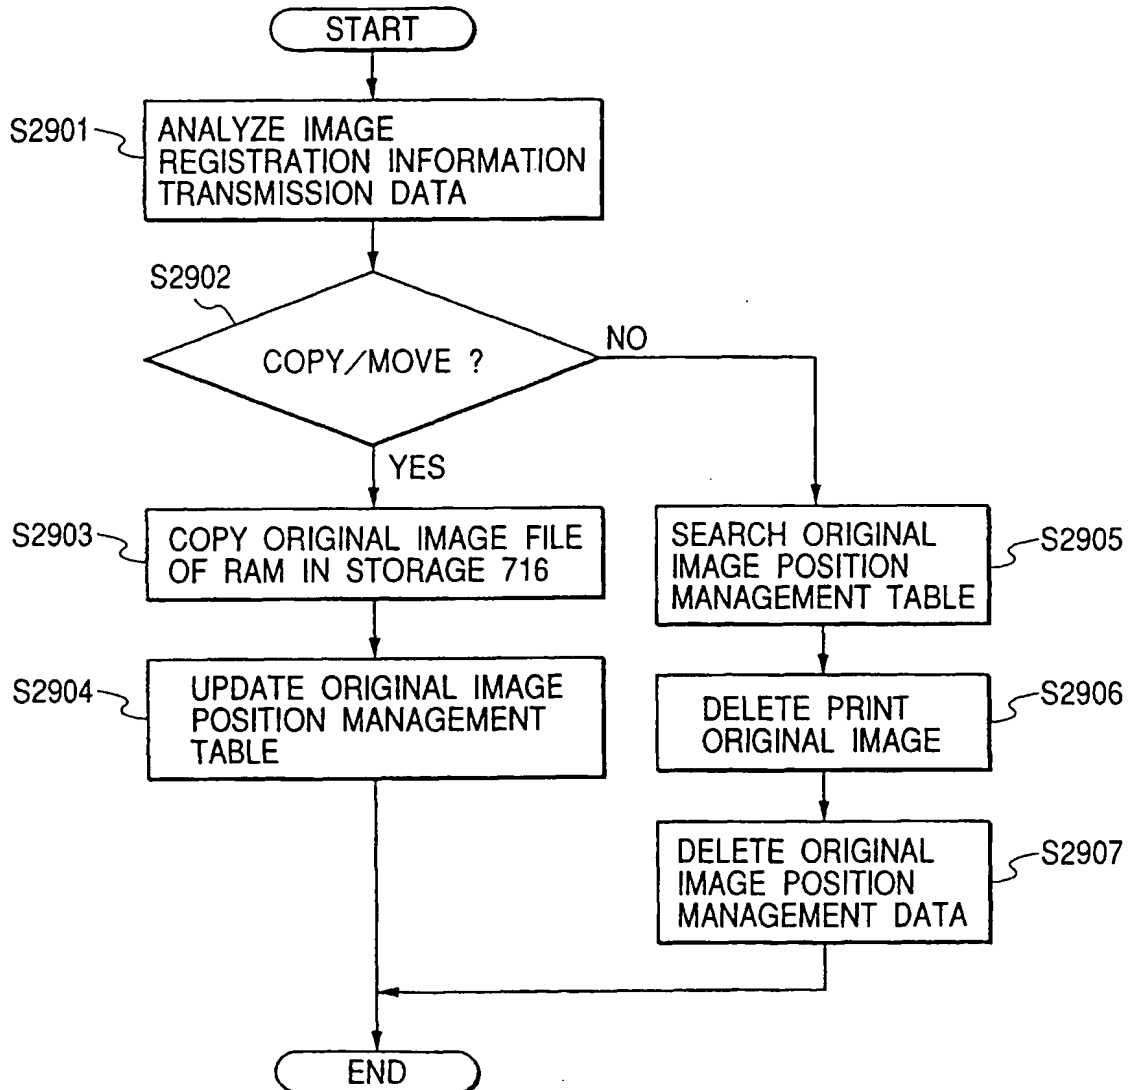 START
S2901
ANALYZE IMAGE
REGISTRATION INFORMATION
TRANSMISSION DATA
S2902
COPY/MOVE ?
NO
YES
S2903
COPY ORIGINAL IMAGE FILE
OF RAM IN STORAGE 716
S2904
UPDATE ORIGINAL IMAGE
POSITION MANAGEMENT
TABLE
SEARCH ORIGINAL
IMAGE POSITION
MANAGEMENT TABLE
S2905
DELETE PRINT
ORIGINAL IMAGE
S2906
DELETE ORIGINAL
IMAGE POSITION
MANAGEMENT DATA
S2907
END